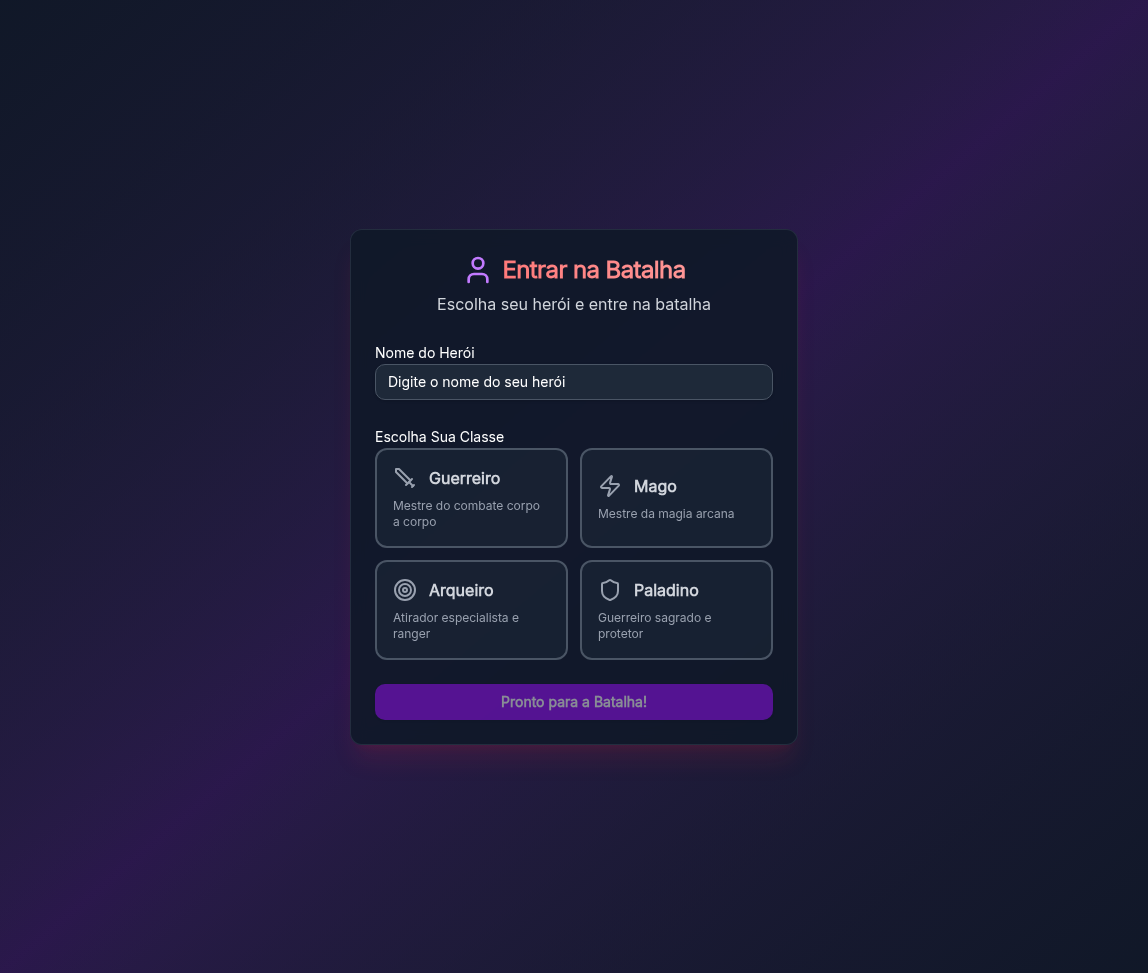 Entrar na Batalha
Escolha seu herói e entre na batalha
Nome do Herói
Digite o nome do seu herói
Escolha Sua Classe
Guerreiro
Mestre do combate corpo
a corpo
Mago
Mestre da magia arcana
Arqueiro
Atirador especialista e
ranger
Paladino
Guerreiro sagrado e
protetor
Pronto para a Batalha!